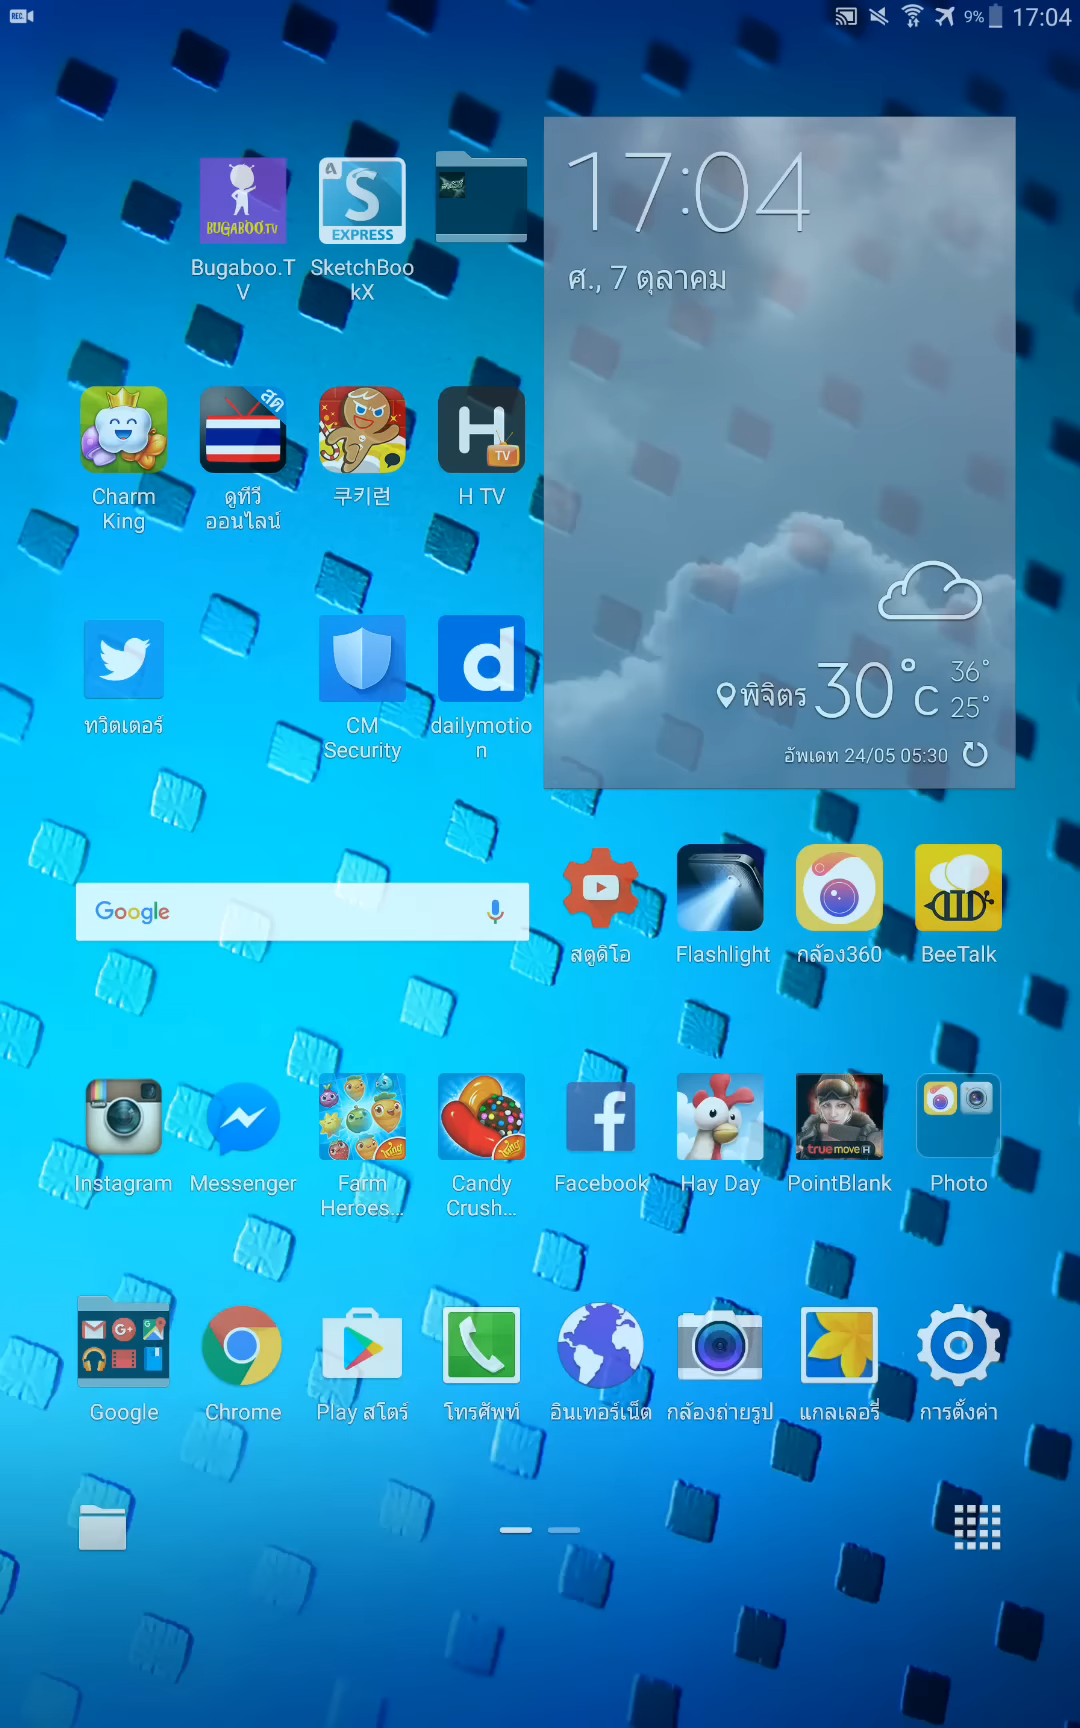 REC
9% 17:04
17:04
ศ., 7 ตุลาคม
BUGABOO.TV
A
S
EXPRESS
Bugaboo.T
V
SketchBoo
kX
สด
H
TV
Charm
King
ดูทีวี
ออนไลน์
쿠키런
H TV
d
36°
พิจิตร 30°c
25°
ทวิตเตอร์
CM
Security
dailymotio
n
อัพเดท 24/05 05:30
Google
สตูดิโอ
Flashlight
กล้อง360
BeeTalk
King
King
f
truemove H
Instagram
Messenger
Farm
Heroes...
Candy
Crush...
Facebook
Hay Day
PointBlank
Photo
G+
G
Google
Chrome
Play สโตร์
โทรศัพท์
อินเทอร์เน็ต
กล้องถ่ายรูป
แกลเลอรี่
การตั้งค่า